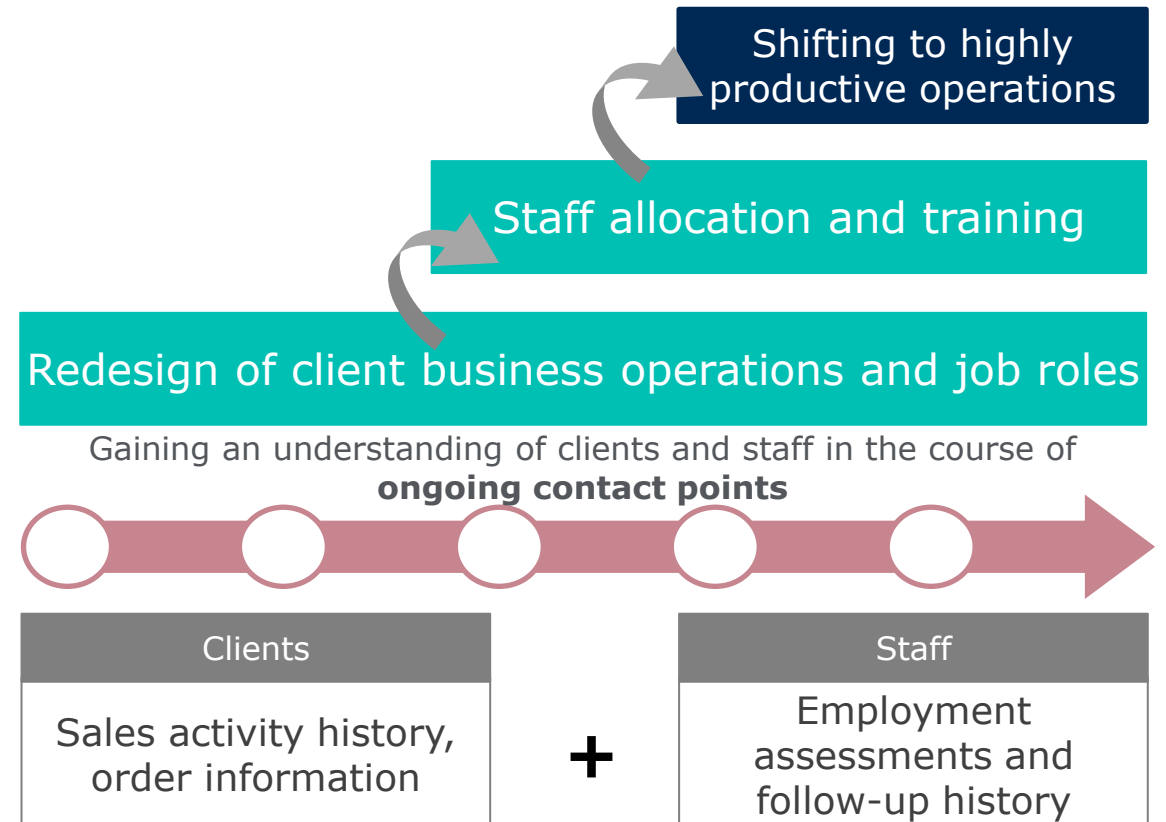 Shifting to highly
productive operations
Staff allocation and training
Redesign of client business operations and job roles
Gaining an understanding of clients and staff in the course of
ongoing contact points
Clients
Staff
Sales activity history,
order information
+
Employment
assessments and
follow-up history